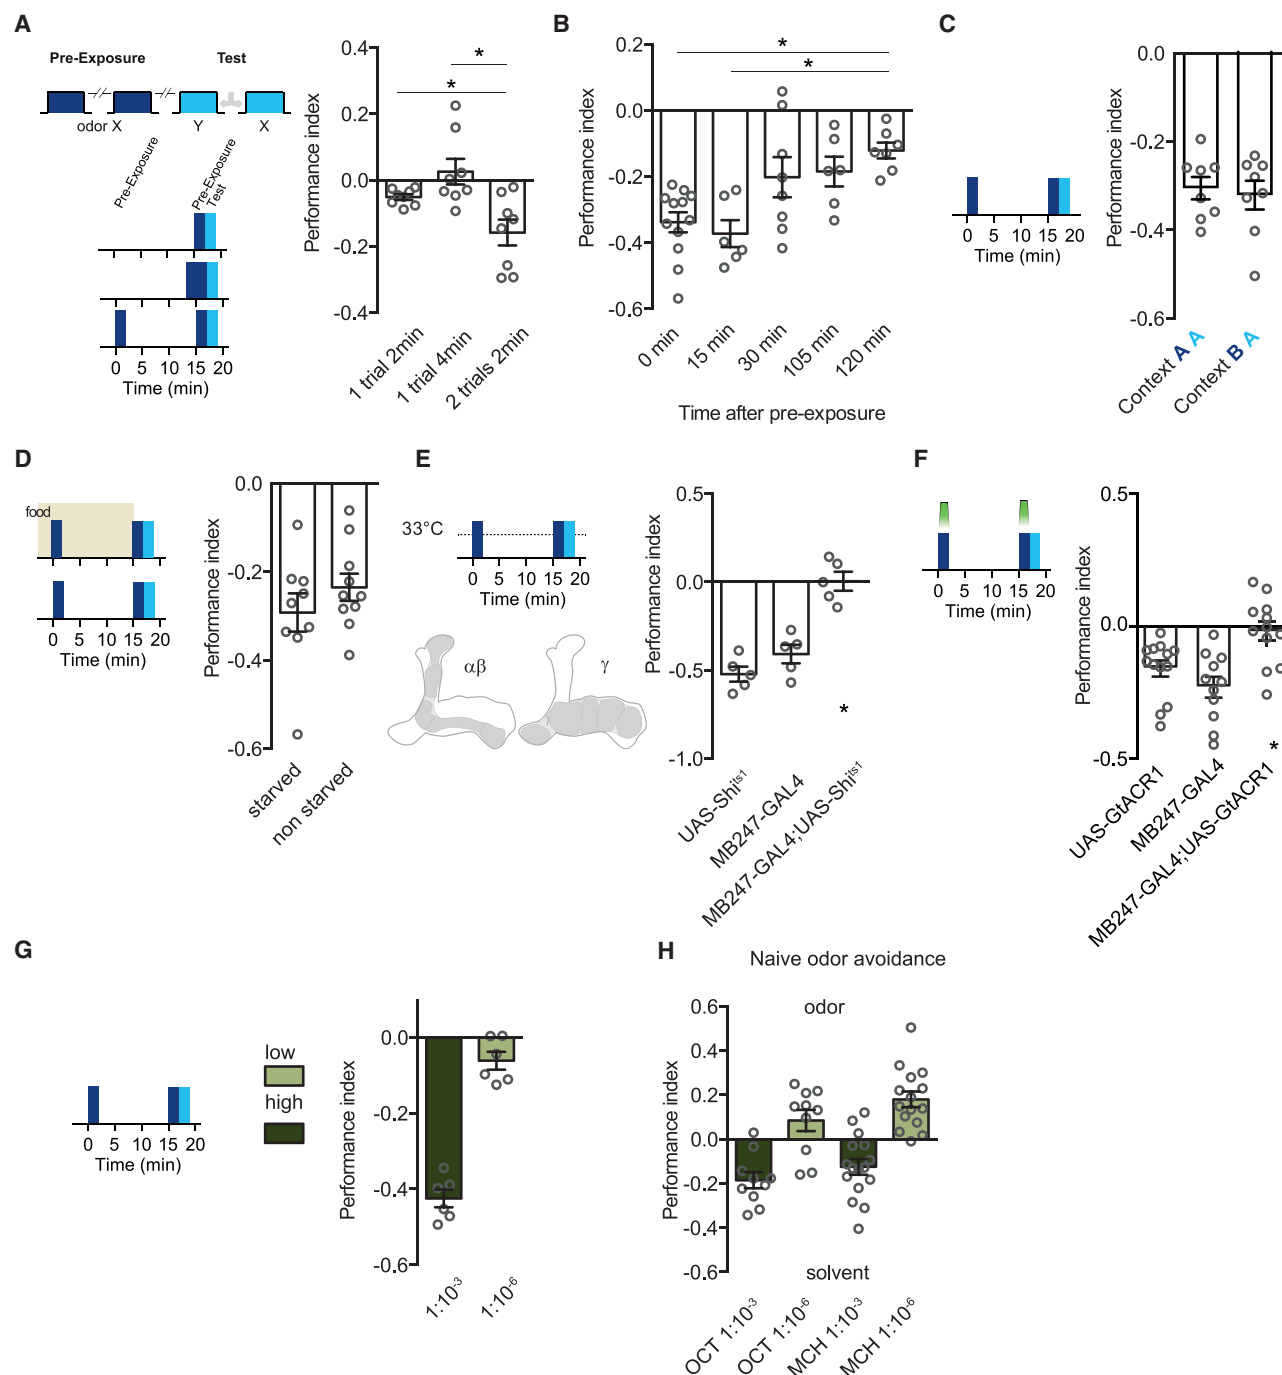 A
Pre-Exposure
Test
odor X
Y
X
Pre-Exposure
Pre-Exposure
Test
0 5 10 15 20
Time (min)
Performance index
0.4
0.2
0.0
-0.2
-0.4
*
*
1 trial 2min
1 trial 4min
2 trials 2min
B
Performance index
0.2
0.0
-0.2
-0.4
-0.6
*
*
0 min
15 min
30 min
105 min
120 min
Time after pre-exposure
C
0 5 10 15 20
Time (min)
Performance index
0.0
-0.2
-0.4
-0.6
Context A A
Context B A
D
food
0 5 10 15 20
Time (min)
0 5 10 15 20
Time (min)
Performance index
0.0
-0.2
-0.4
-0.6
starved
non starved
E
33°C
0 5 10 15 20
Time (min)
αβ
γ
Performance index
0.5
0.0
-0.5
-1.0
*
UAS-Shiᵗˢ¹
MB247-GAL4
MB247-GAL4;UAS-Shiᵗˢ¹
F
0 5 10 15 20
Time (min)
Performance index
0.5
0.0
-0.5
*
UAS-GtACR1
MB247-GAL4
MB247-GAL4;UAS-GtACR1
G
0 5 10 15 20
Time (min)
low
high
Performance index
0.0
-0.2
-0.4
-0.6
1:10⁻³
1:10⁻⁶
H
Naive odor avoidance
Performance index
0.6
0.4
0.2
0.0
-0.2
-0.4
-0.6
odor
solvent
OCT 1:10⁻³
OCT 1:10⁻⁶
MCH 1:10⁻³
MCH 1:10⁻⁶